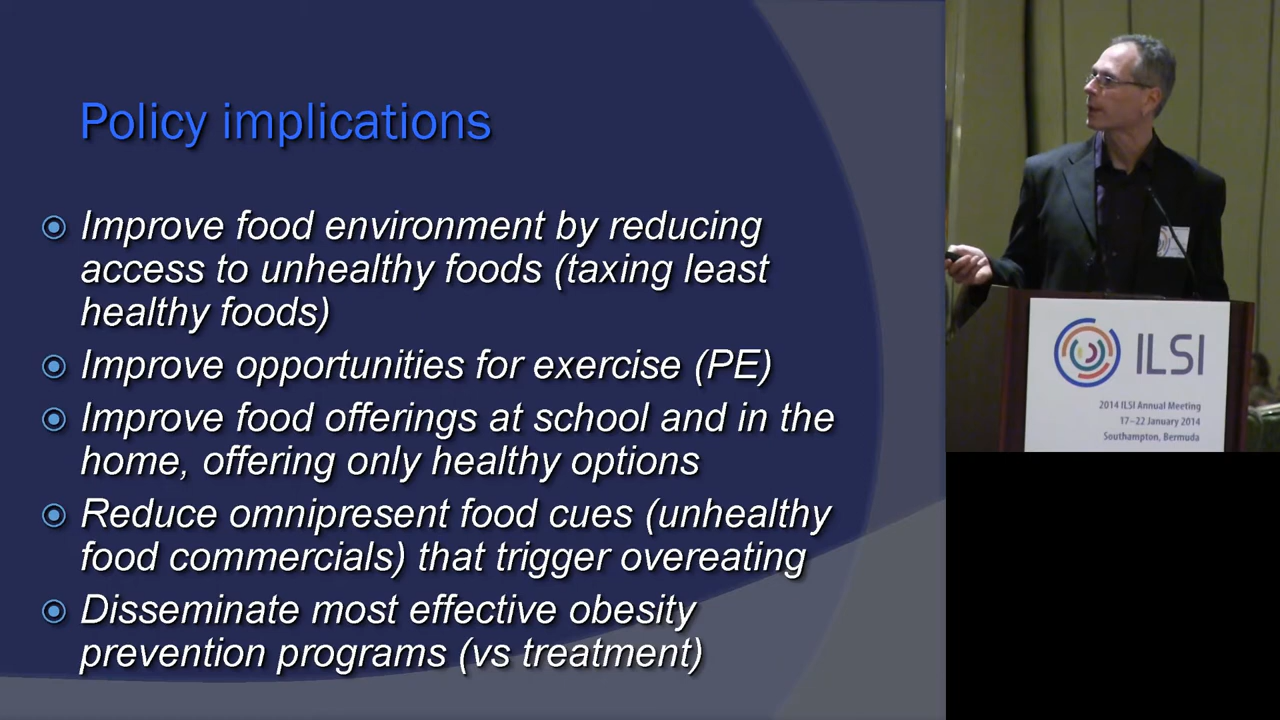 Policy implications
Improve food environment by reducing
access to unhealthy foods (taxing least
healthy foods)
Improve opportunities for exercise (PE)
Improve food offerings at school and in the
home, offering only healthy options
Reduce omnipresent food cues (unhealthy
food commercials) that trigger overeating
Disseminate most effective obesity
prevention programs (vs treatment)
ILSI
2014 ILSI Annual Meeting
17–22 January 2014
Southampton, Bermuda